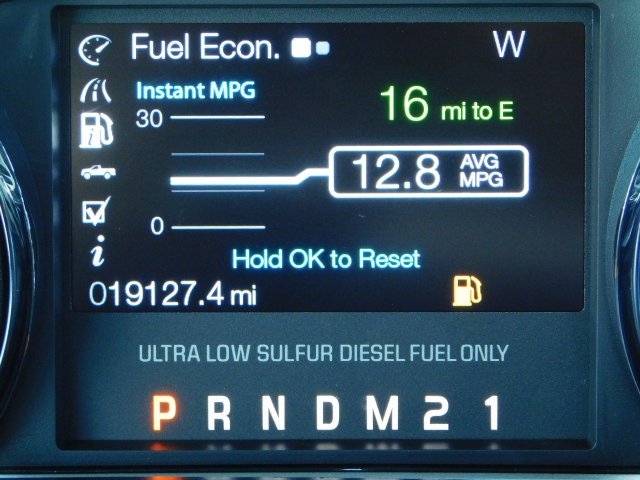 Fuel Econ. W
Instant MPG
16 mi to E
30
12.8 AVG MPG
0
Hold OK to Reset
019127.4 mi
ULTRA LOW SULFUR DIESEL FUEL ONLY
P R N D M 2 1